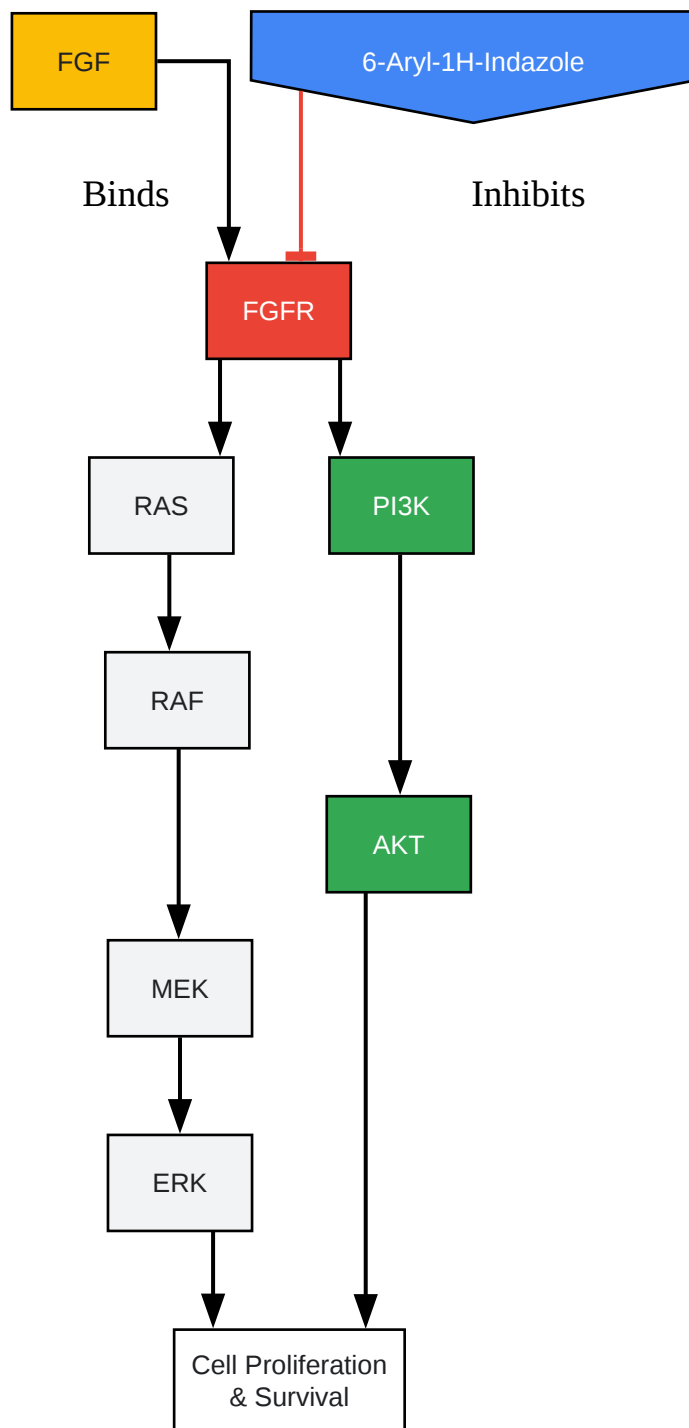 FGF
6-Aryl-1H-Indazole
Binds
Inhibits
FGFR
RAS
PI3K
RAF
AKT
MEK
ERK
Cell Proliferation
& Survival